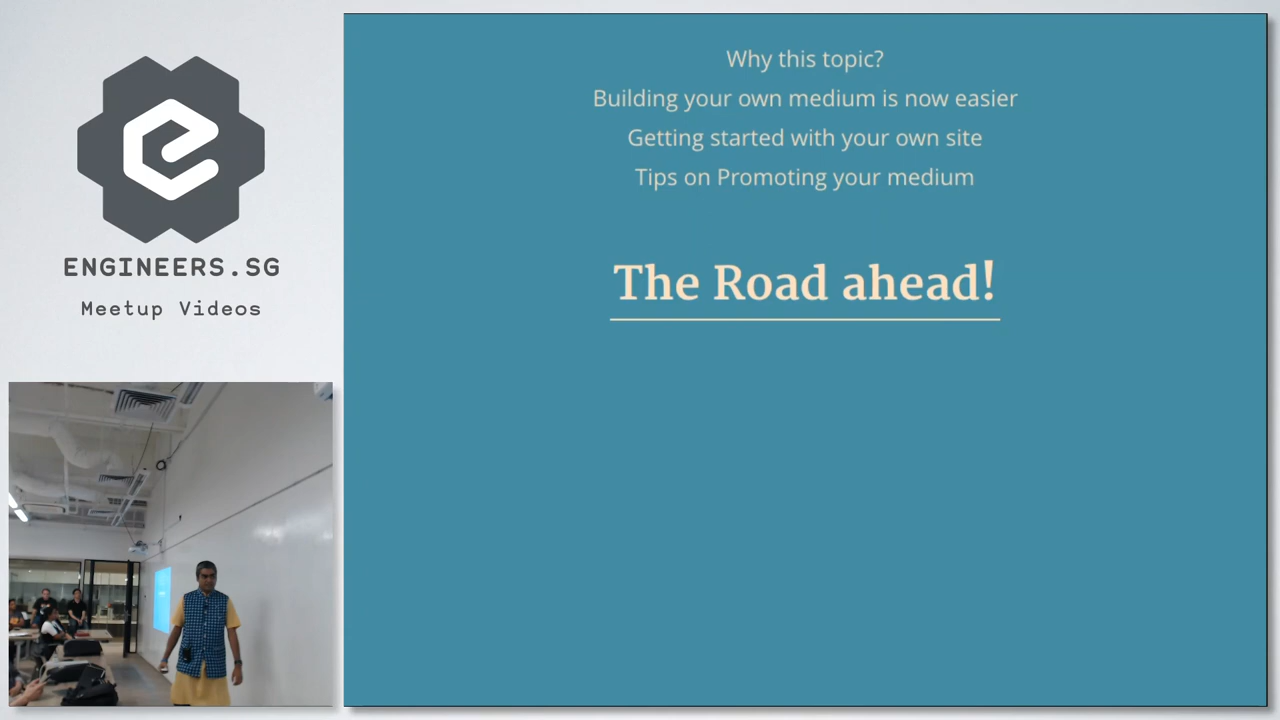 ENGINEERS.SG
Meetup Videos
Why this topic?
Building your own medium is now easier
Getting started with your own site
Tips on Promoting your medium
The Road ahead!